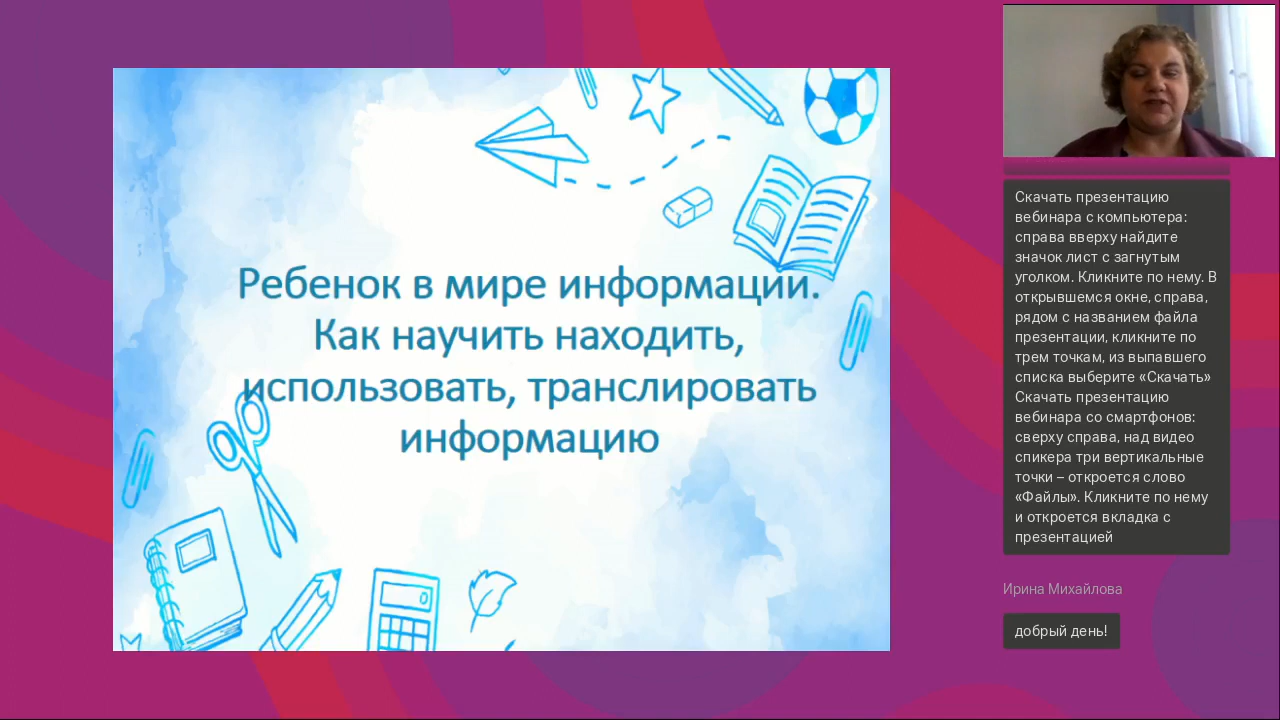 Ребенок в мире информации.
Как научить находить,
использовать, транслировать
информацию
Скачать презентацию
вебинара с компьютера:
справа вверху найдите
значок лист с загнутым
уголком. Кликните по нему. В
открывшемся окне, справа,
рядом с названием файла
презентации, кликните по
трем точкам, из выпавшего
списка выберите «Скачать»
Скачать презентацию
вебинара со смартфонов:
сверху справа, над видео
спикера три вертикальные
точки – откроется слово
«Файлы». Кликните по нему
и откроется вкладка с
презентацией
Ирина Михайлова
добрый день!